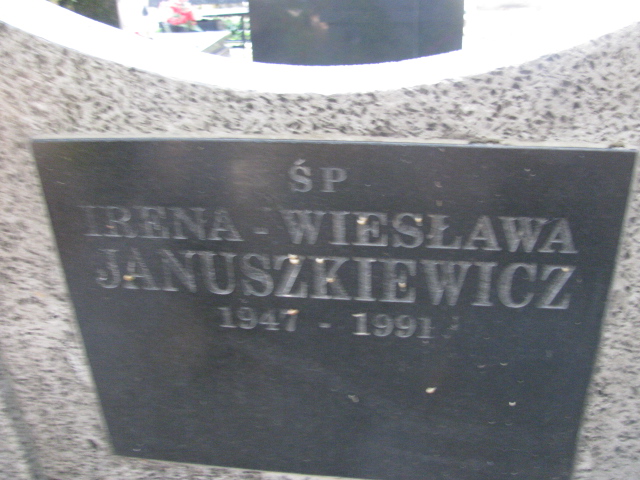 ŚP
IRENA - WIESŁAWA
JANUSZKIEWICZ
1947 - 1991